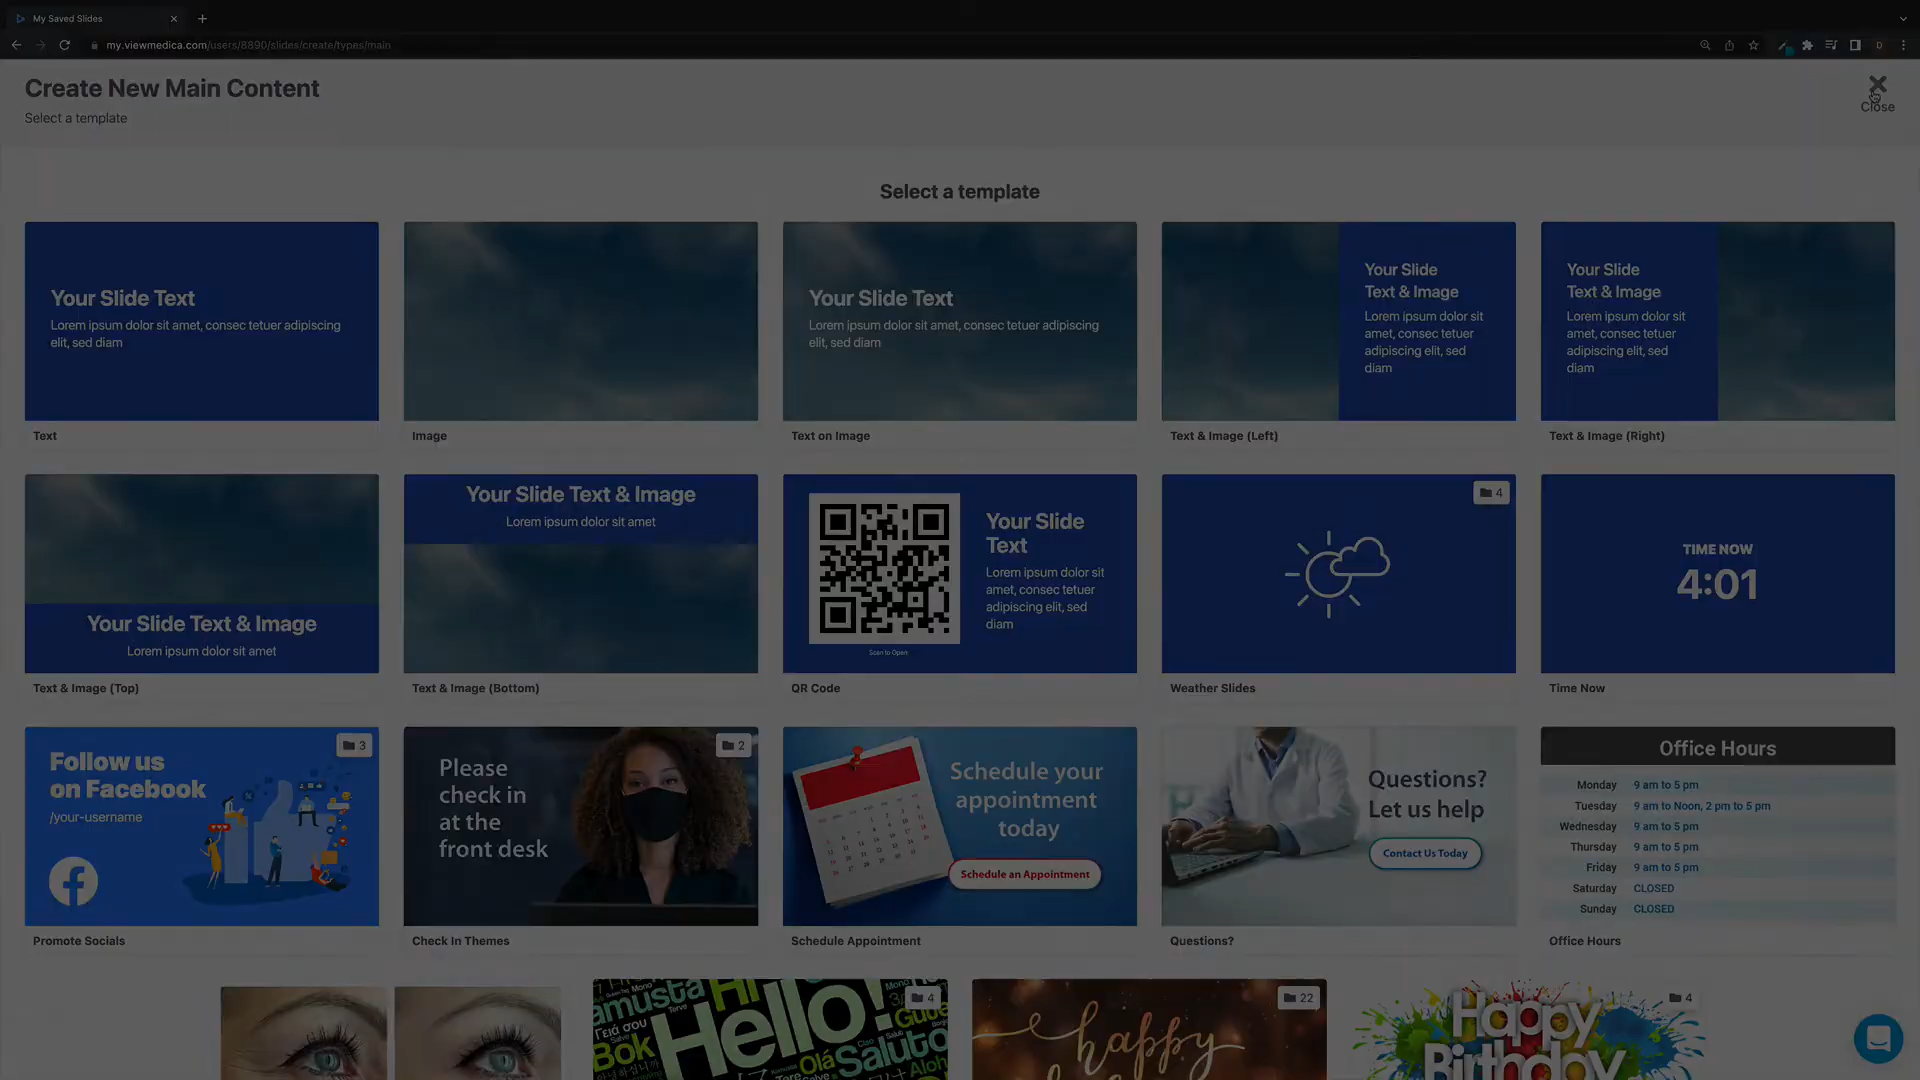 My Saved Slides
my.viewmedica.com/users/8890/slides/create/types/main
D
Create New Main Content
Select a template
Close
Select a template
Your Slide Text
Lorem ipsum dolor sit amet, consec tetuer adipiscing
elit, sed diam
Text
Image
Your Slide Text
Lorem ipsum dolor sit amet, consec tetuer adipiscing
elit, sed diam
Text on Image
Your Slide
Text & Image
Lorem ipsum dolor sit
amet, consec tetuer
adipiscing elit, sed
diam
Text & Image (Left)
Your Slide
Text & Image
Lorem ipsum dolor sit
amet, consec tetuer
adipiscing elit, sed
diam
Text & Image (Right)
Your Slide Text & Image
Lorem ipsum dolor sit amet
Text & Image (Top)
Your Slide Text & Image
Lorem ipsum dolor sit amet
Text & Image (Bottom)
Your Slide
Text
Lorem ipsum dolor sit
amet, consec tetuer
adipiscing elit, sed
diam
Scan to Open
QR Code
4
Weather Slides
TIME NOW
4:01
Time Now
3
Follow us
on Facebook
/your-username
Promote Socials
2
Please
check in
at the
front desk
Check In Themes
Schedule your
appointment
today
Schedule an Appointment
Schedule Appointment
Questions?
Let us help
Contact Us Today
Questions?
Office Hours
Monday 9 am to 5 pm
Tuesday 9 am to Noon, 2 pm to 5 pm
Wednesday 9 am to 5 pm
Thursday 9 am to 5 pm
Friday 9 am to 5 pm
Saturday CLOSED
Sunday CLOSED
Office Hours
4
Hello!
Bok
Olá
Saluto
22
happy
4
Happy
Birthday